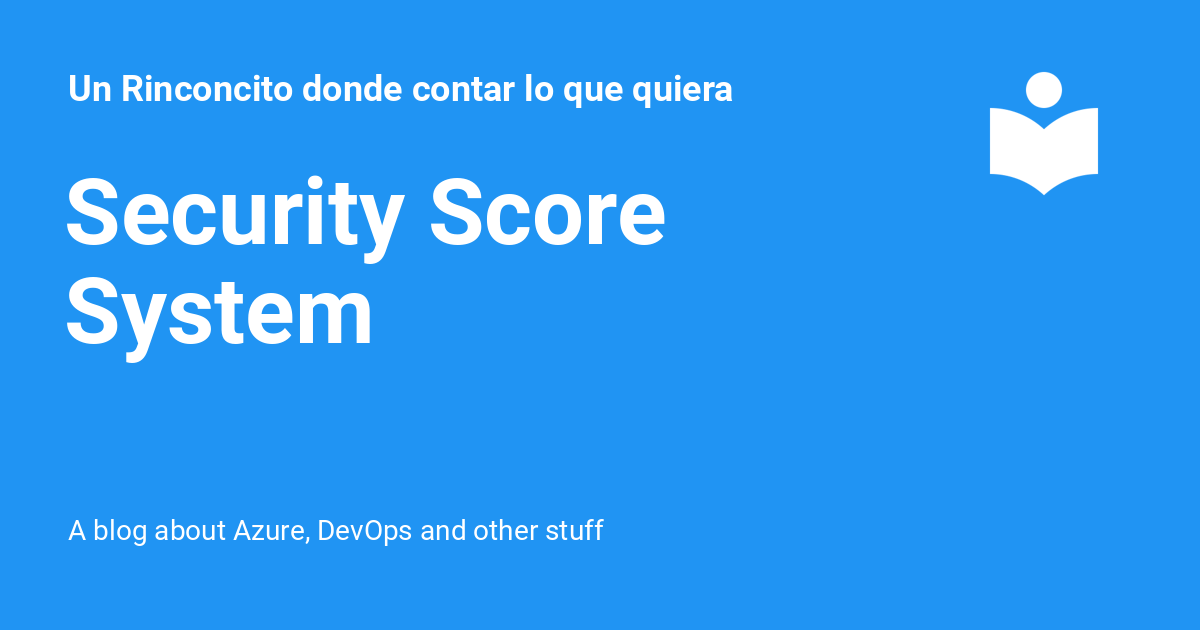 Un Rinconcito donde contar lo que quiera
Security Score
System
A blog about Azure, DevOps and other stuff